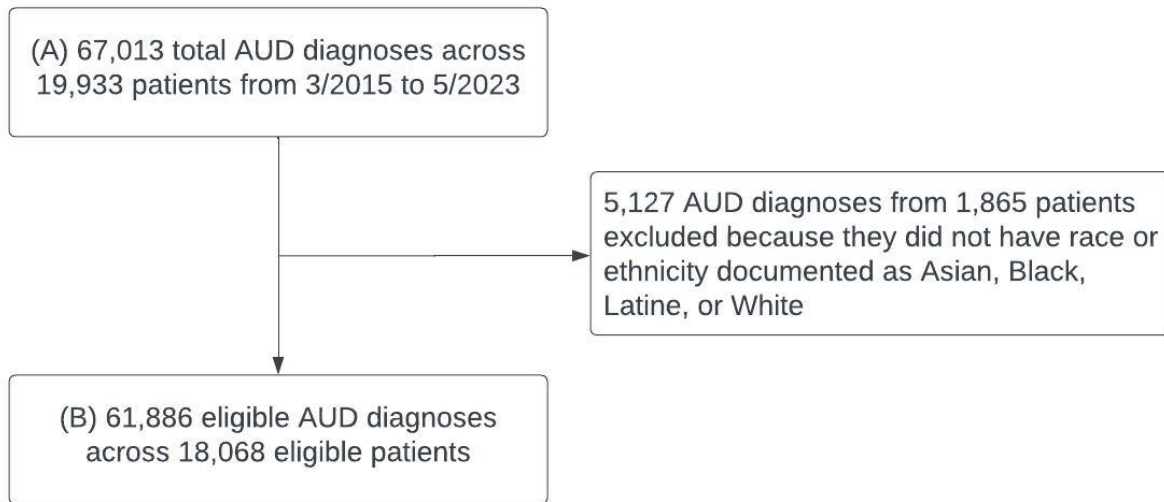 (A) 67,013 total AUD diagnoses across
19,933 patients from 3/2015 to 5/2023
5,127 AUD diagnoses from 1,865 patients
excluded because they did not have race or
ethnicity documented as Asian, Black,
Latine, or White
(B) 61,886 eligible AUD diagnoses
across 18,068 eligible patients